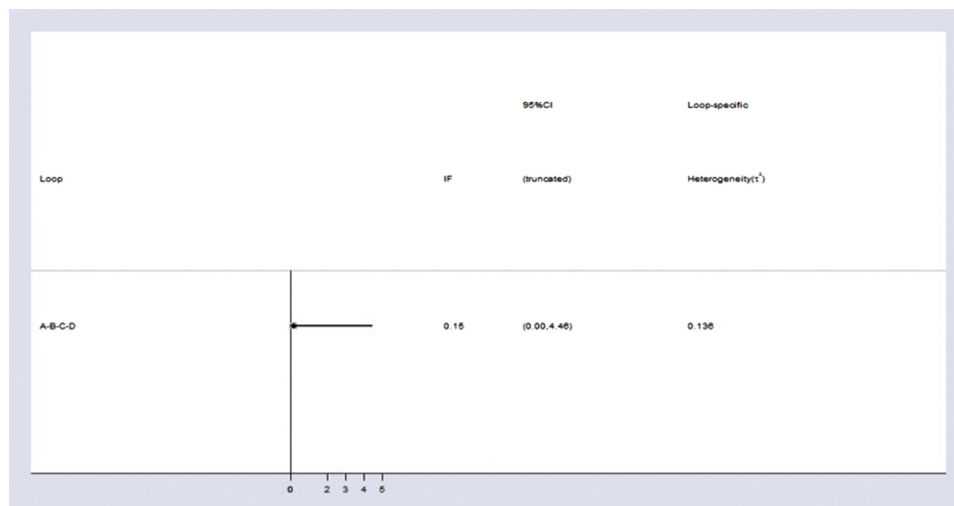 95%CI Loop-specific
Loop IF (truncated) Heterogeneity(τ²)
A-B-C-D 0.15 (0.00,4.46) 0.136
0 2 3 4 5